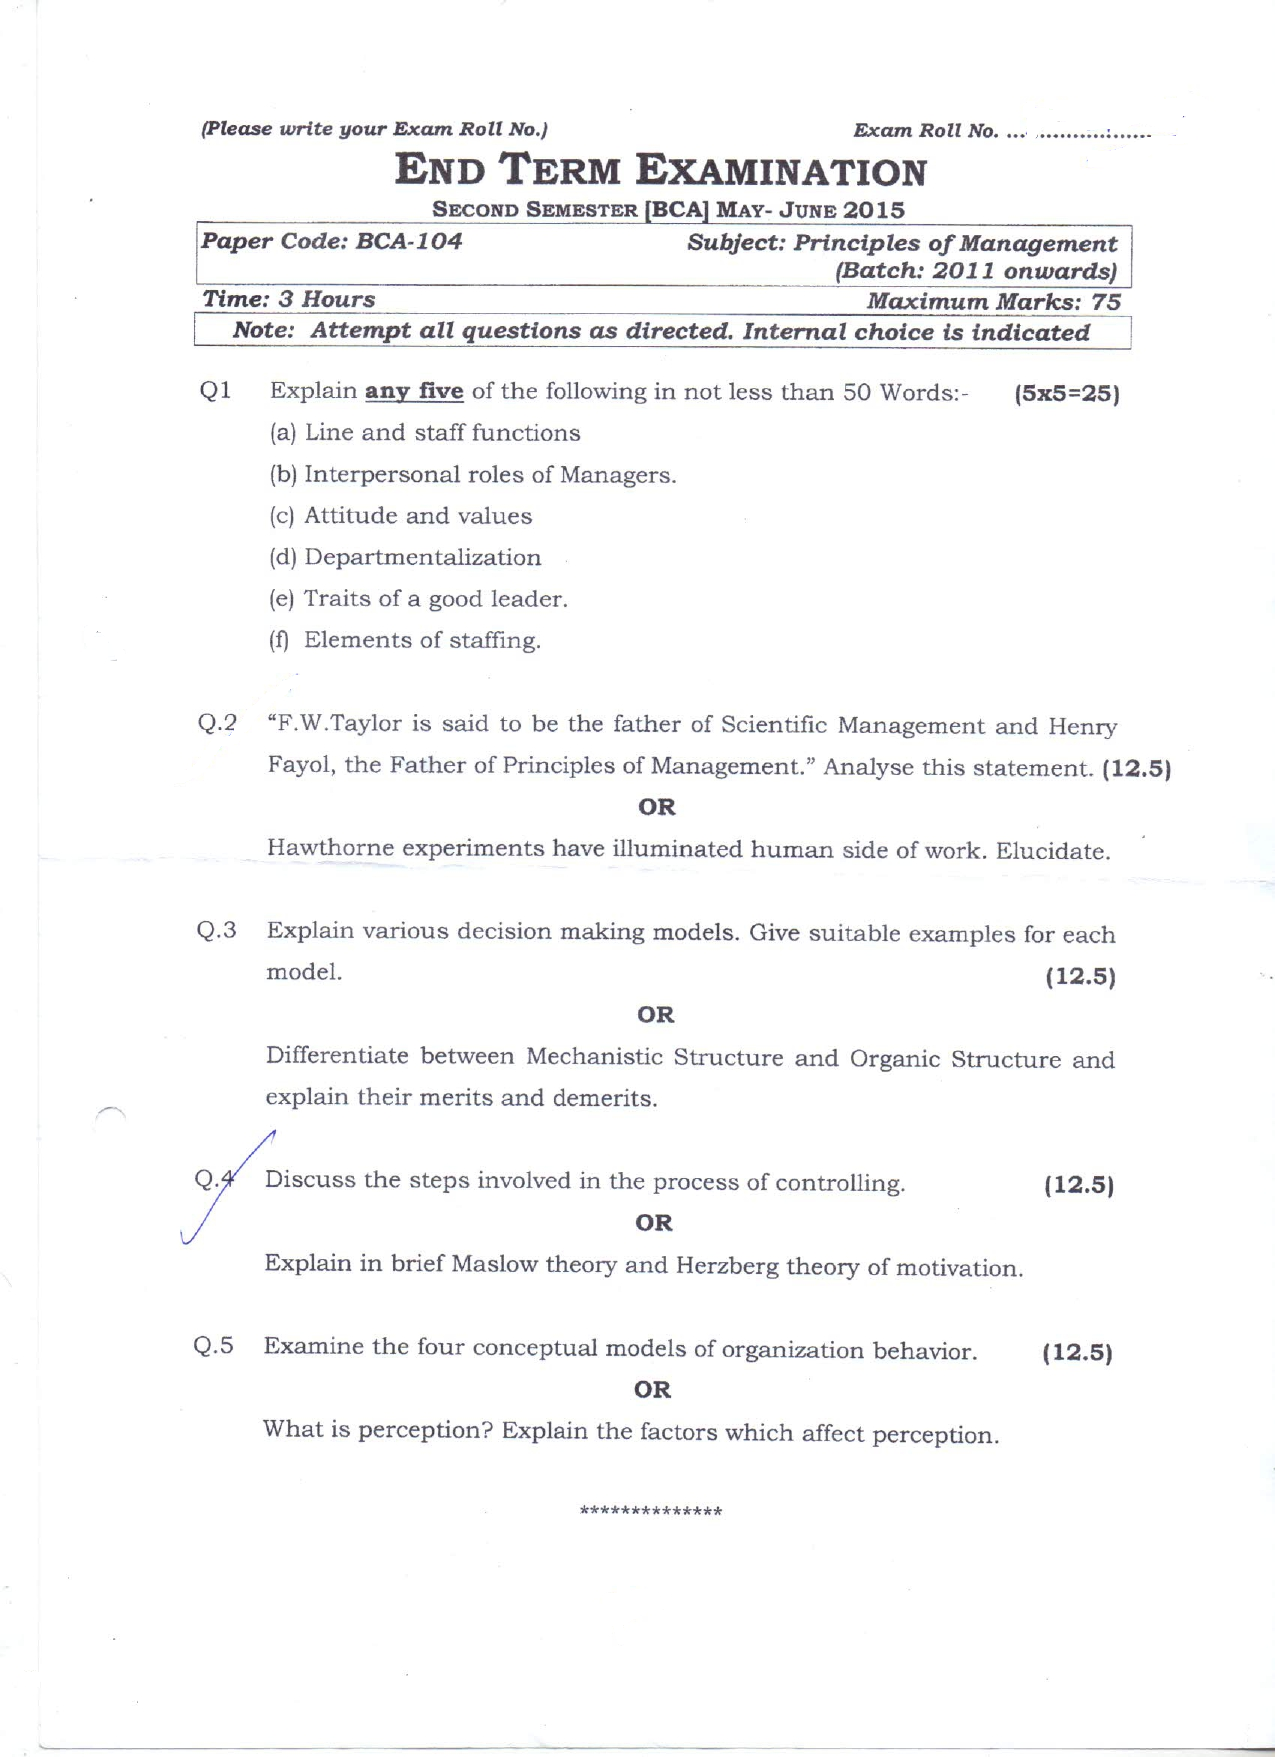 (Please write your Exam Roll No.) Exam Roll No. ... ...................
END TERM EXAMINATION
SECOND SEMESTER [BCA] MAY- JUNE 2015
Paper Code: BCA-104 Subject: Principles of Management
(Batch: 2011 onwards)
Time: 3 Hours Maximum Marks: 75
Note: Attempt all questions as directed. Internal choice is indicated
Q1 Explain any five of the following in not less than 50 Words:- (5x5=25)
(a) Line and staff functions
(b) Interpersonal roles of Managers.
(c) Attitude and values
(d) Departmentalization
(e) Traits of a good leader.
(f) Elements of staffing.
Q.2 “F.W.Taylor is said to be the father of Scientific Management and Henry
Fayol, the Father of Principles of Management.” Analyse this statement. (12.5)
OR
Hawthorne experiments have illuminated human side of work. Elucidate.
Q.3 Explain various decision making models. Give suitable examples for each
model. (12.5)
OR
Differentiate between Mechanistic Structure and Organic Structure and
explain their merits and demerits.
Q.4 Discuss the steps involved in the process of controlling. (12.5)
OR
Explain in brief Maslow theory and Herzberg theory of motivation.
Q.5 Examine the four conceptual models of organization behavior. (12.5)
OR
What is perception? Explain the factors which affect perception.
**************